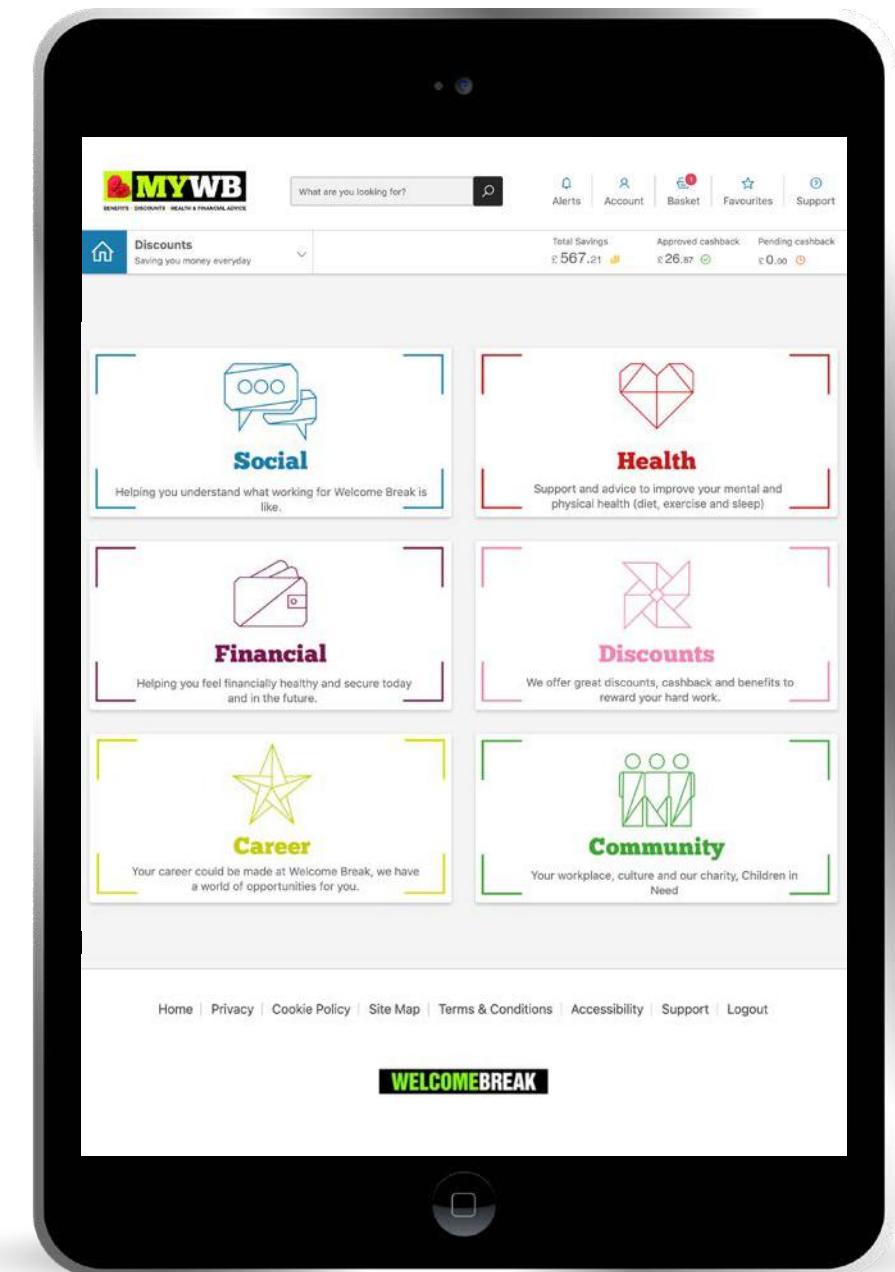 MYWB
BENEFITS · DISCOUNTS · HEALTH & FINANCIAL ADVICE
What are you looking for?
Alerts
Account
1
Basket
Favourites
Support
Discounts
Saving you money everyday
Total Savings
£567.21
Approved cashback
£26.87
Pending cashback
£0.00
Social
Helping you understand what working for Welcome Break is
like.
Health
Support and advice to improve your mental and
physical health (diet, exercise and sleep)
Financial
Helping you feel financially healthy and secure today
and in the future.
Discounts
We offer great discounts, cashback and benefits to
reward your hard work.
Career
Your career could be made at Welcome Break, we have
a world of opportunities for you.
Community
Your workplace, culture and our charity, Children in
Need
Home | Privacy | Cookie Policy | Site Map | Terms & Conditions | Accessibility | Support | Logout
WELCOMEBREAK